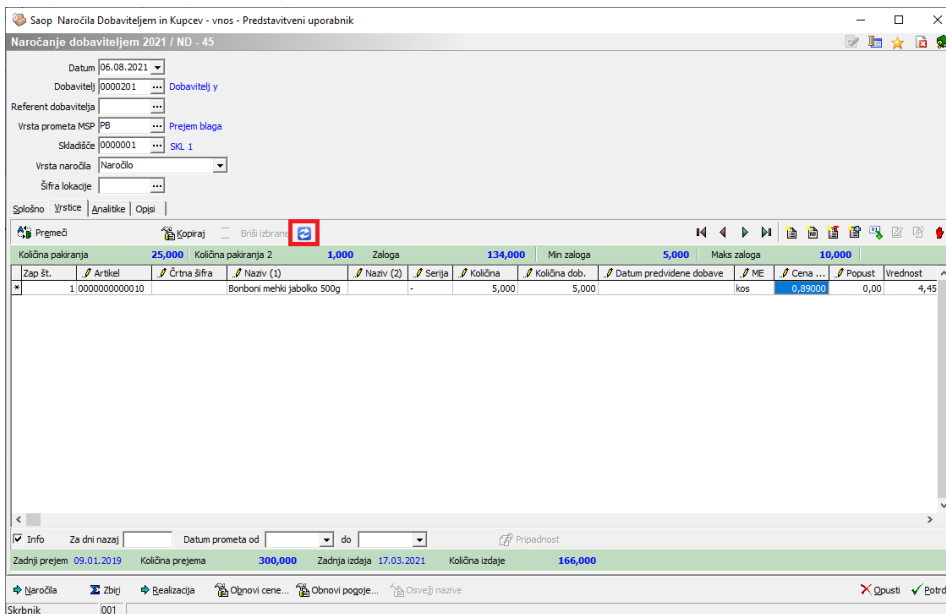 Saop Naročila Dobaviteljem in Kupcev - vnos - Predstavitveni uporabnik
Naročanje dobaviteljem 2021 / ND - 45
Datum 06.08.2021
Dobavitelj 0000201 ... Dobavitelj y
Referent dobavitelja ...
Vrsta prometa MSP PB ... Prejem blaga
Skladišče 0000001 ... SKL 1
Vrsta naročila Naročilo
Šifra lokacije ...
Splošno Vrstice Analitike Opisi
Premeči Kopiraj Briši izbrane
Količina pakiranja 25,000 Količina pakiranja 2 1,000 Zaloga 134,000 Min zaloga 5,000 Maks zaloga 10,000
Zap št. Artikel Črtna šifra Naziv (1) Naziv (2) Serija Količina Količina dob. Datum predvidene dobave ME Cena ... Popust Vrednost
* 1 0000000000010 Bonboni mehki jabolko 500g - 5,000 5,000 kos 0,89000 0,00 4,45
Info Za dni nazaj Datum prometa od do Pripadnost
Zadnji prejem 09.01.2019 Količina prejema 300,000 Zadnja izdaja 17.03.2021 Količina izdaje 166,000
Naročila Zbirj Realizacija Obnovi cene... Obnovi pogoje... Osveži nazive Opusti Potrd
Skrbnik 001